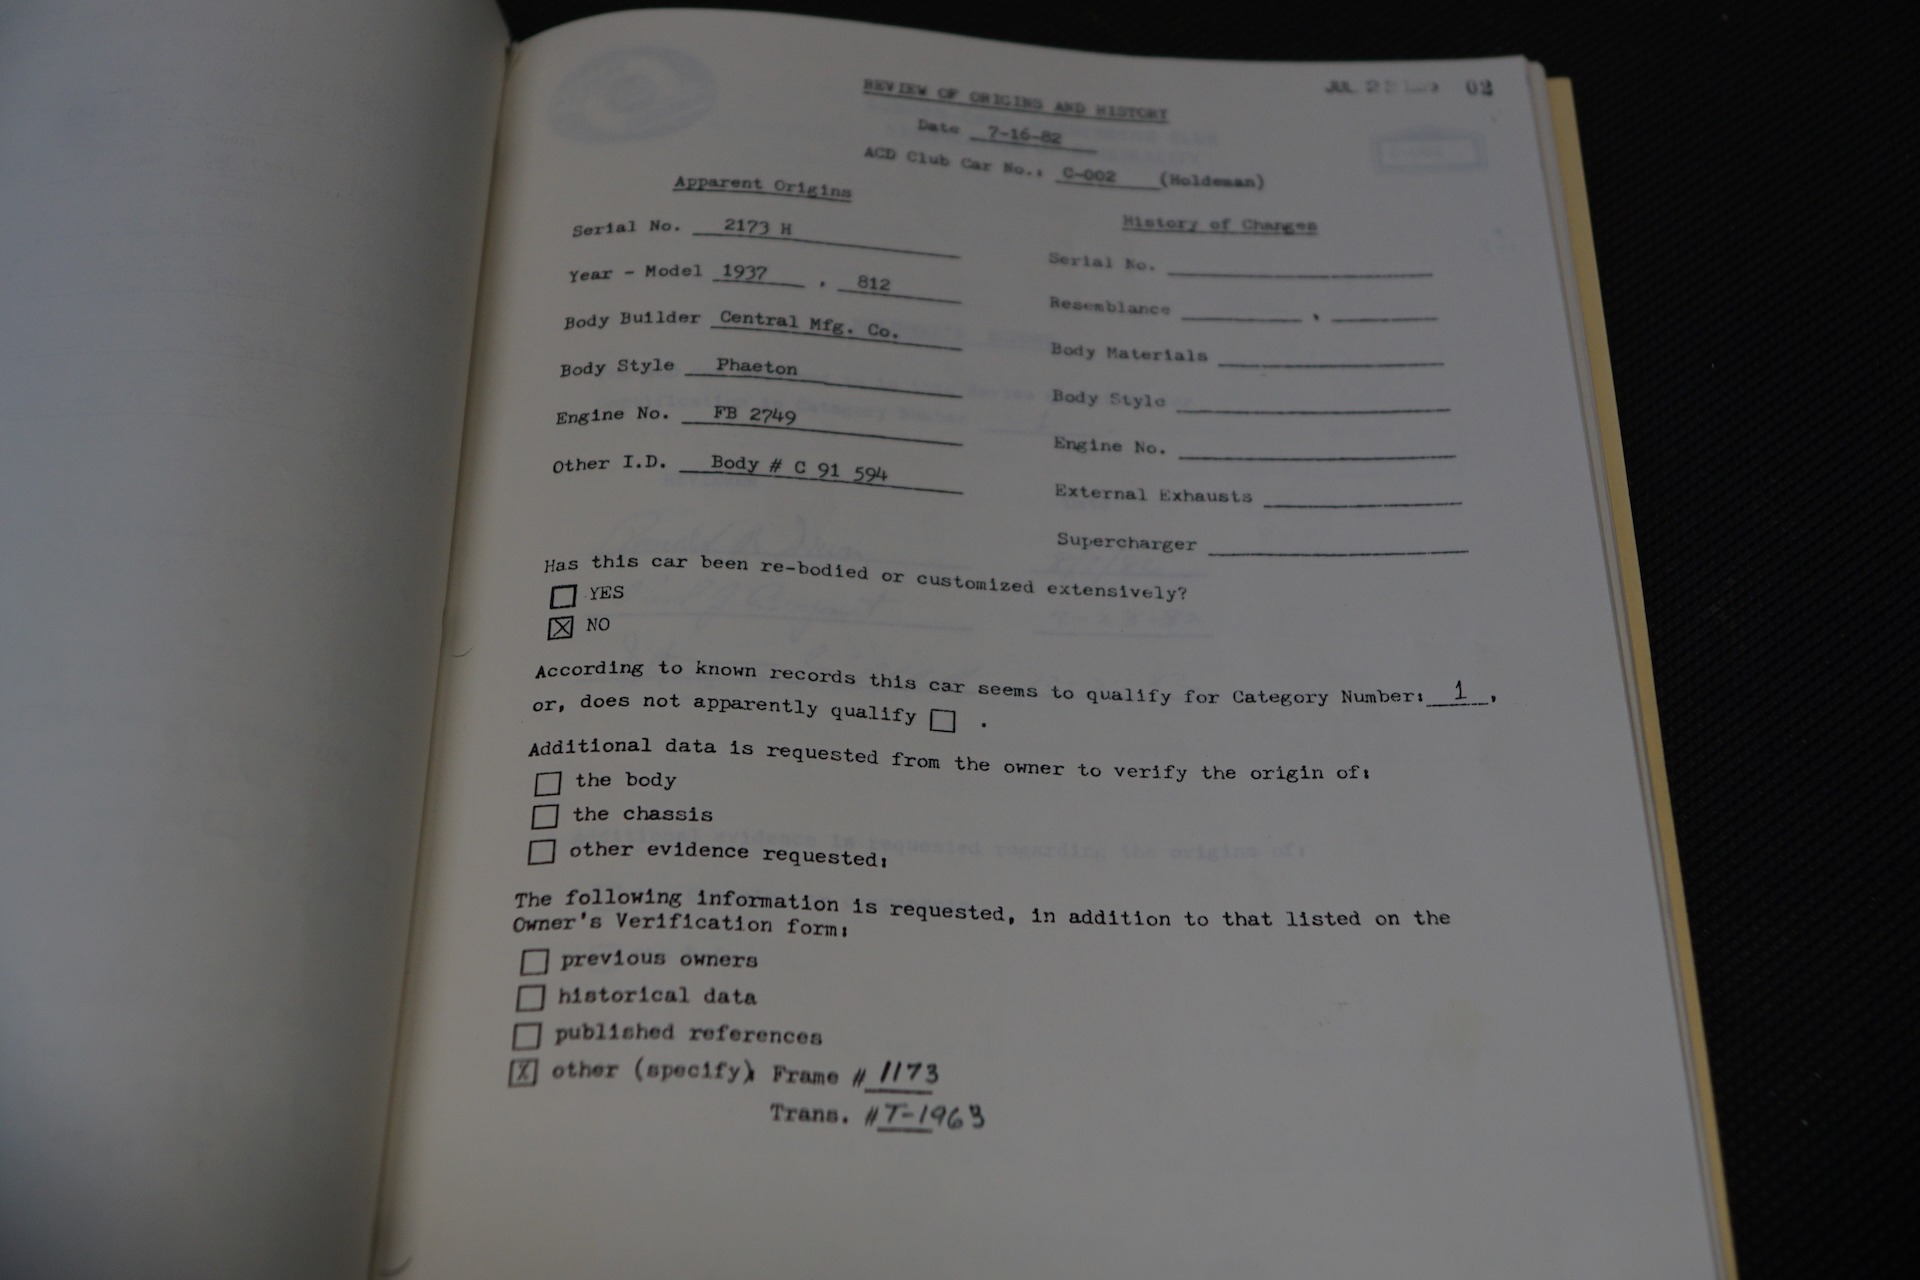 JUL 2 02
REVIEW OF ORIGINS AND HISTORY
Date 7-16-82
ACD Club Car No.: C-002 (Holdeman)
Apparent Origins
Serial No. 2173 H
Year - Model 1937 , 812
Body Builder Central Mfg. Co.
Body Style Phaeton
Engine No. FB 2749
Other I.D. Body # C 91 594
History of Changes
Serial No.
Resemblance ,
Body Materials
Body Style
Engine No.
External Exhausts
Supercharger
Has this car been re-bodied or customized extensively?
YES
NO
According to known records this car seems to qualify for Category Number: 1 ,
or, does not apparently qualify .
Additional data is requested from the owner to verify the origin of:
the body
the chassis
other evidence requested:
The following information is requested, in addition to that listed on the
Owner's Verification form:
previous owners
historical data
published references
other (specify) Frame # 1173
Trans. # T-1963